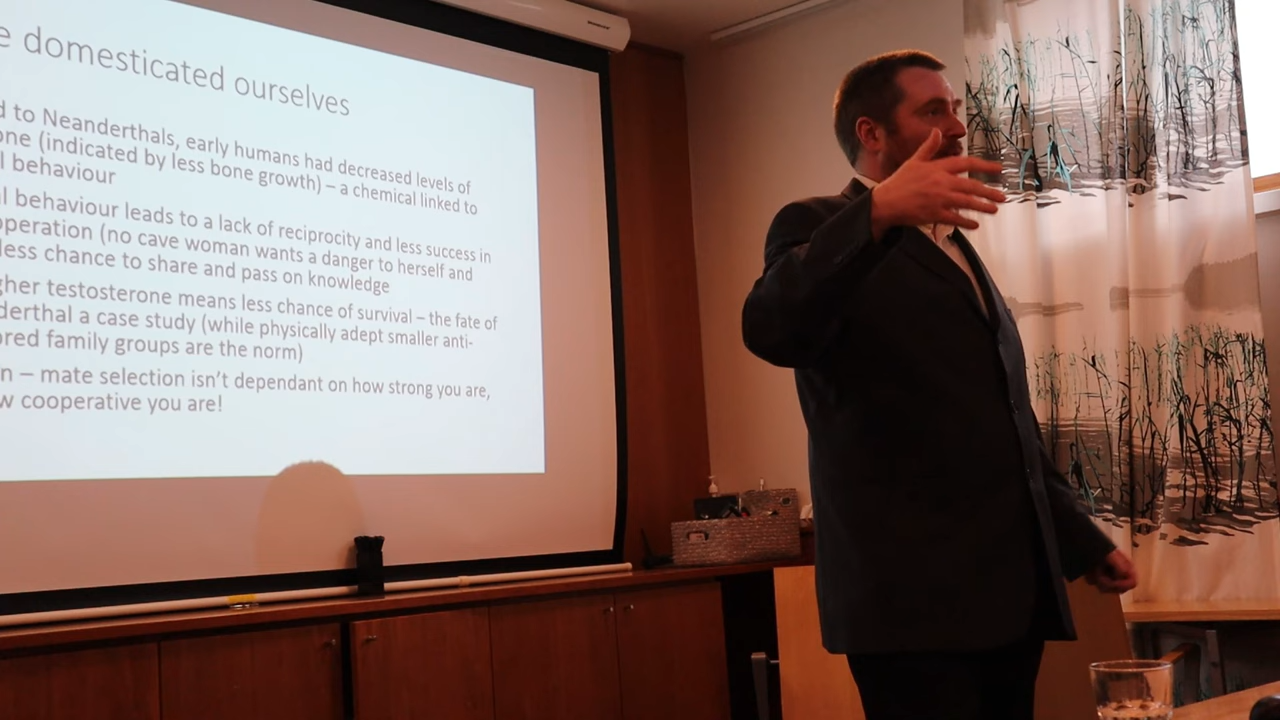 e domesticated ourselves
d to Neanderthals, early humans had decreased levels of
one (indicated by less bone growth) – a chemical linked to
l behaviour
al behaviour leads to a lack of reciprocity and less success in
operation (no cave woman wants a danger to herself and
less chance to share and pass on knowledge
gher testosterone means less chance of survival – the fate of
derthal a case study (while physically adept smaller anti-
bred family groups are the norm)
n – mate selection isn't dependant on how strong you are,
w cooperative you are!